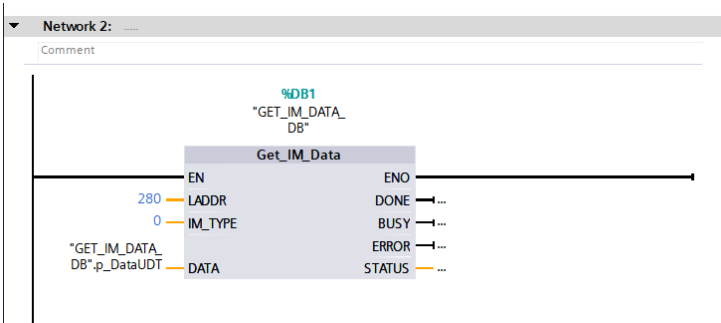 Network 2: .....
Comment
%DB1
"GET_IM_DATA_
DB"
Get_IM_Data
EN ENO
280 LADDR DONE ...
0 IM_TYPE BUSY ...
ERROR ...
"GET_IM_DATA_
DB".p_DataUDT DATA STATUS ...